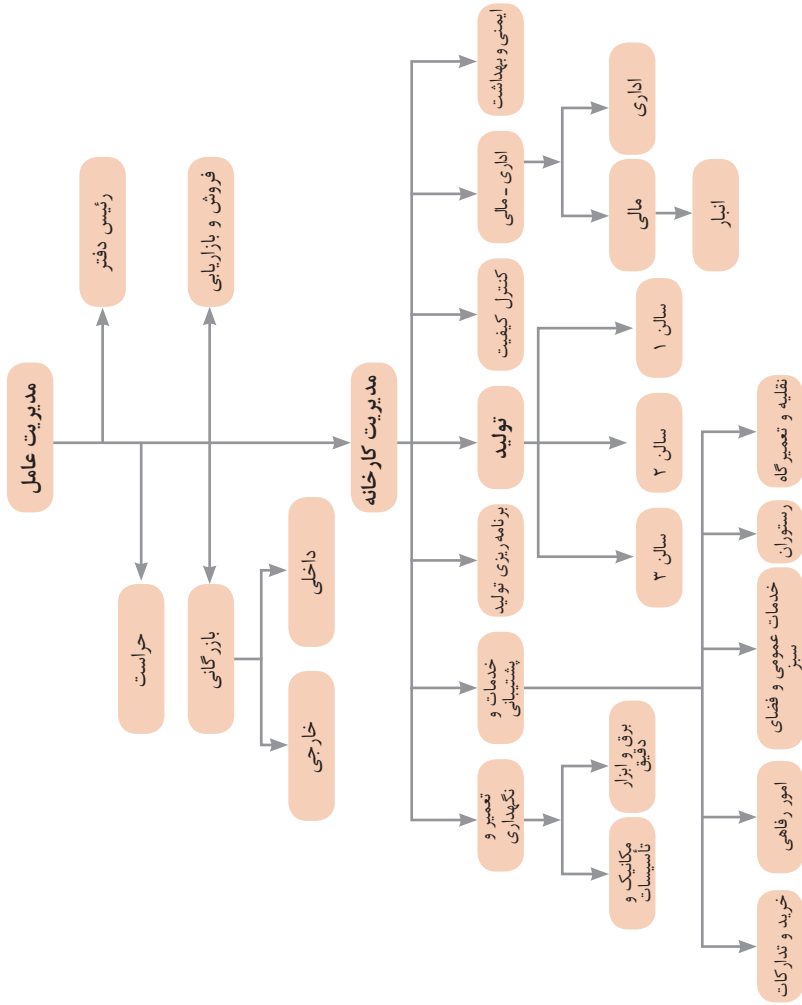 مدیریت عامل
رئیس دفتر
حراست
فروش و بازاریابی
بازرگانی
داخلی
خارجی
مدیریت کارخانه
ایمنی و بهداشت
اداری - مالی
کنترل کیفیت
تولید
برنامه‌ریزی تولید
خدمات و
پشتیبانی
تعمیر و
نگهداری
اداری
مالی
انبار
سالن ۱
سالن ۲
سالن ۳
برق و ابزار
دقیق
مکانیک و
تأسیسات
نقلیه و تعمیرگاه
رستوران
خدمات عمومی و فضای
سبز
امور رفاهی
خرید و تدارکات